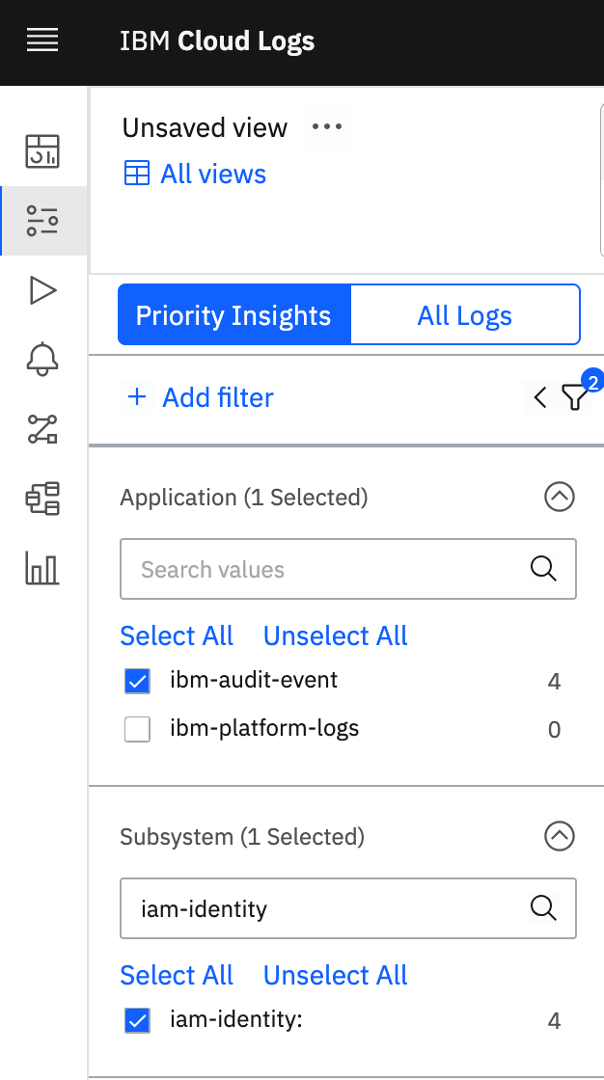 IBM Cloud Logs
Unsaved view
All views
Priority Insights
All Logs
+ Add filter
2
Application (1 Selected)
Search values
Select All Unselect All
ibm-audit-event 4
ibm-platform-logs 0
Subsystem (1 Selected)
iam-identity
Select All Unselect All
iam-identity: 4